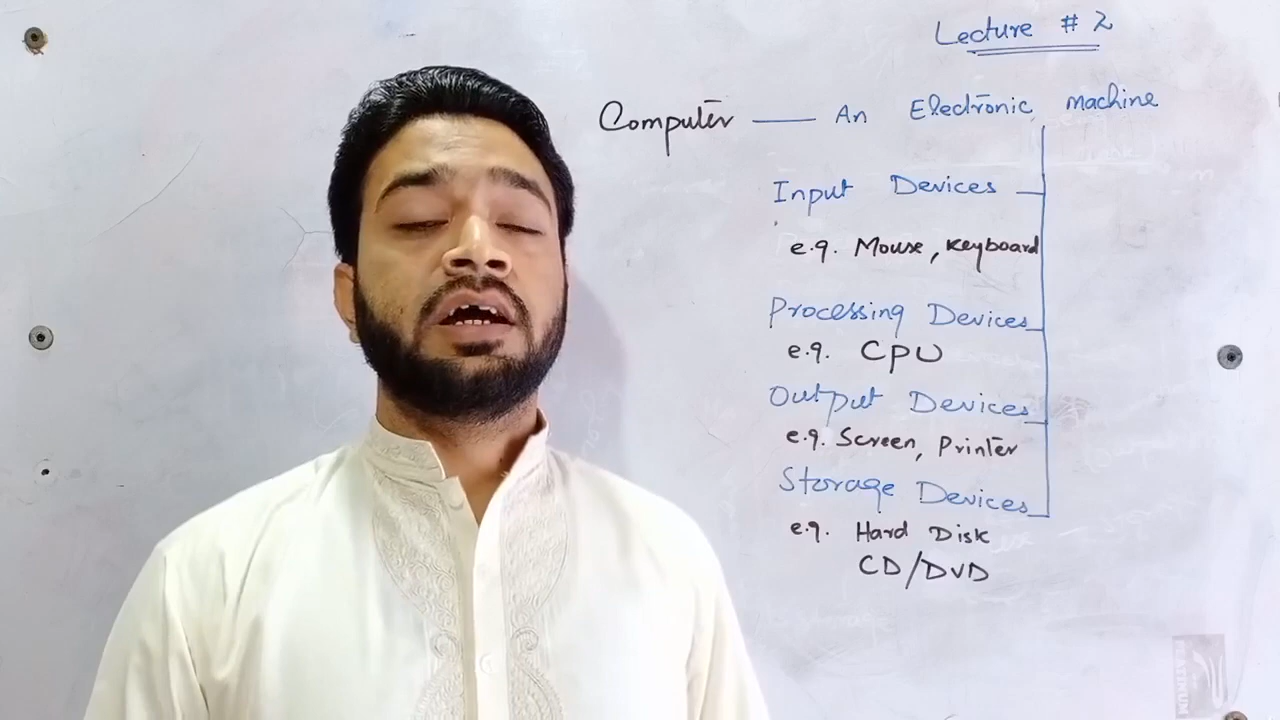 Lecture # 2
Computer — An Electronic Machine
Input Devices
e.g. Mouse, Keyboard
Processing Devices
e.g. CPU
Output Devices
e.g. Screen, Printer
Storage Devices
e.g. Hard Disk
CD/DVD